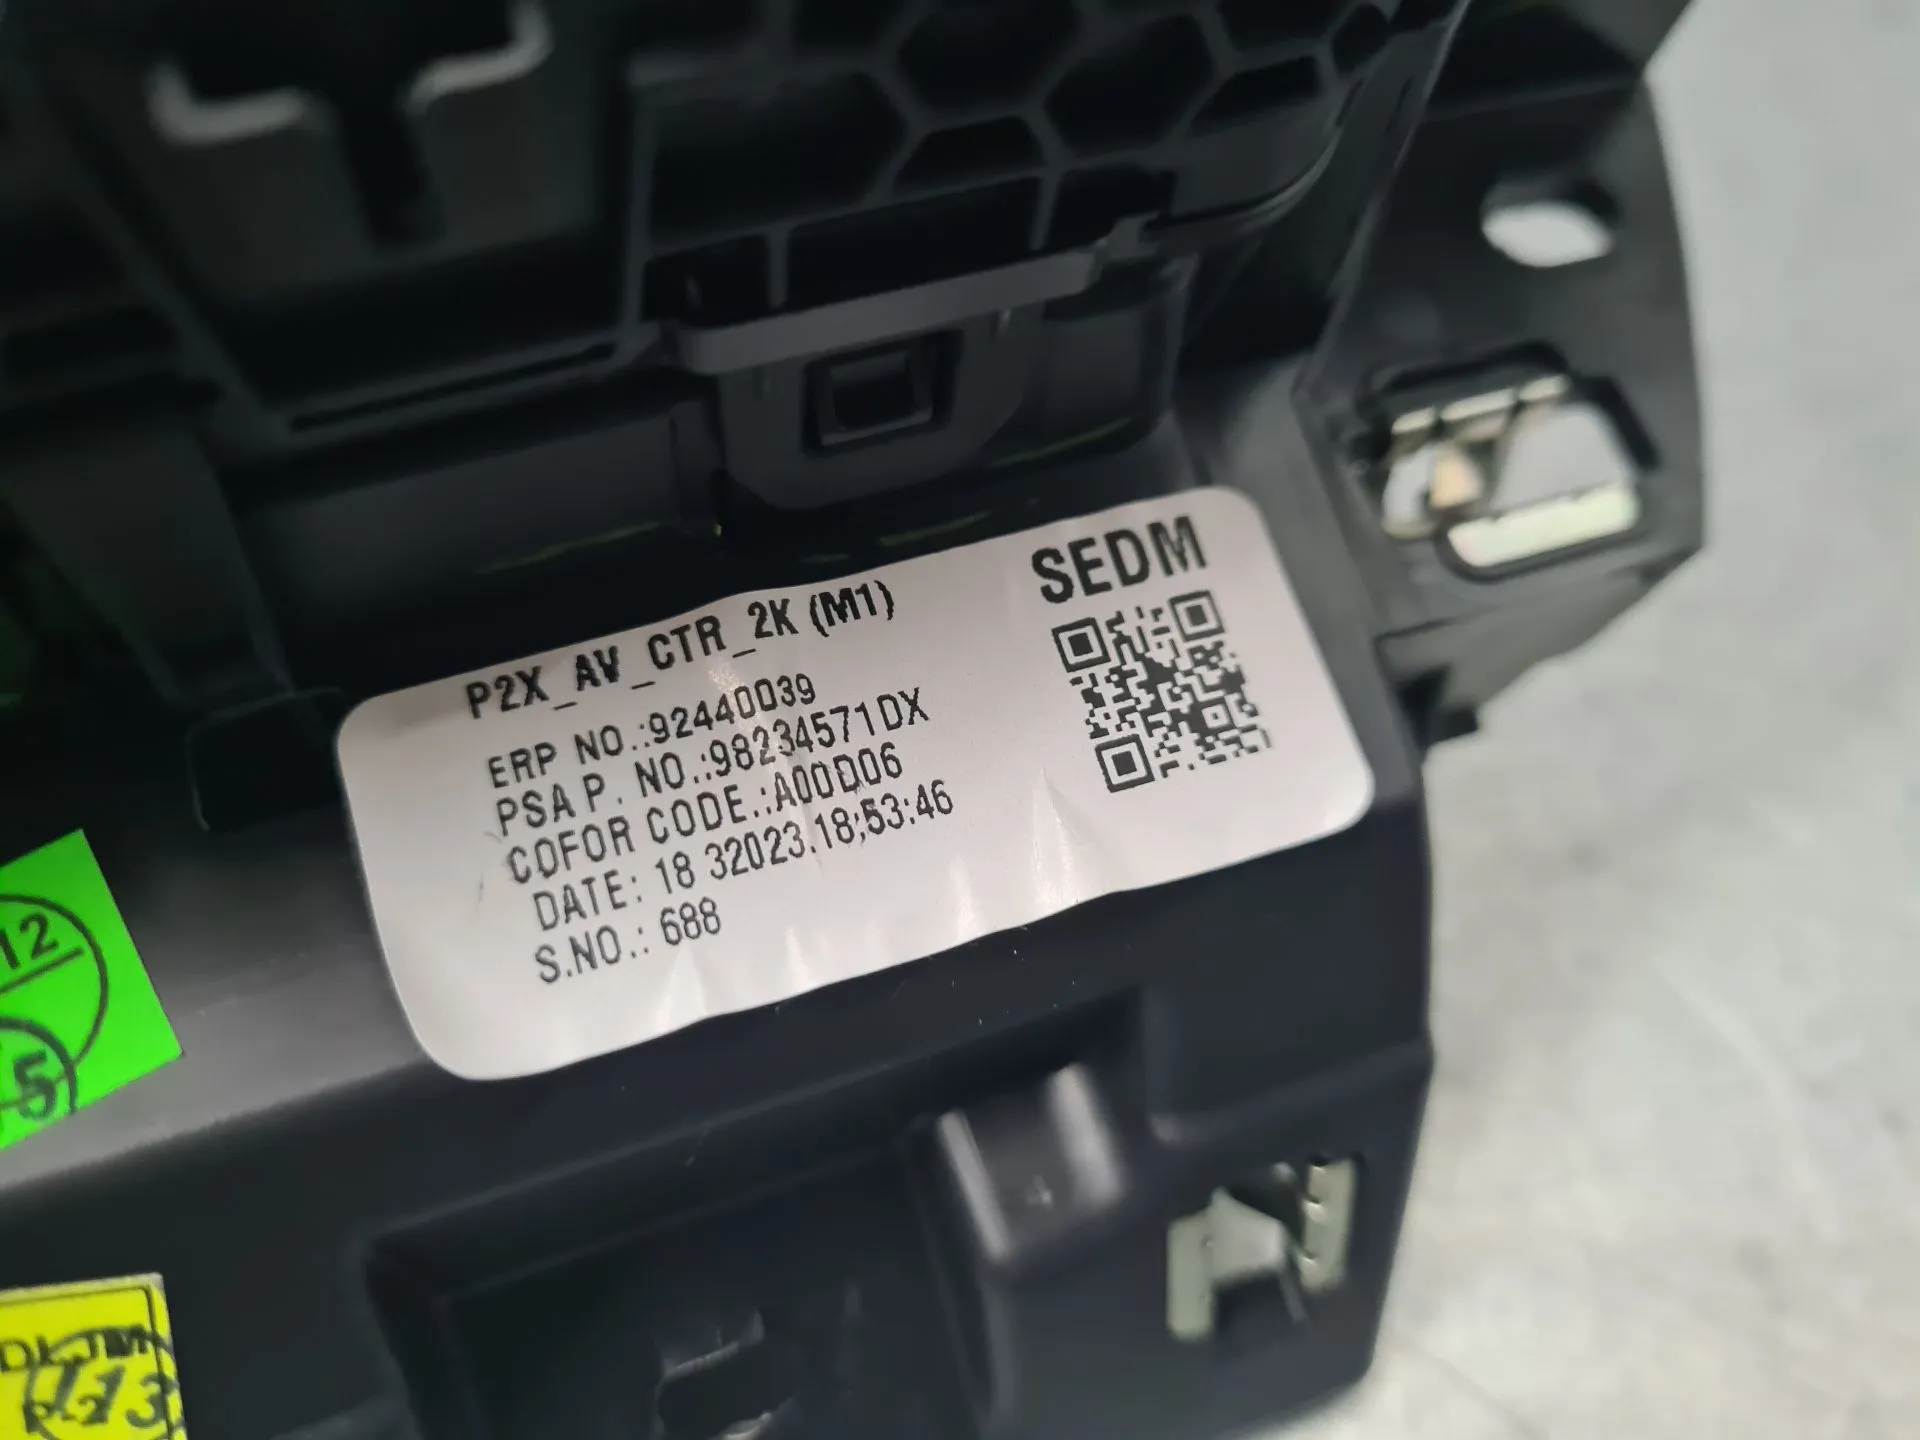 SEDM
P2X_AV_CTR_2K (M1)
ERP NO.:92440039
PSA P. NO.:98234571DX
COFOR CODE.:A00D06
DATE: 18 32023.18:53:46
S.NO.: 688
12
5